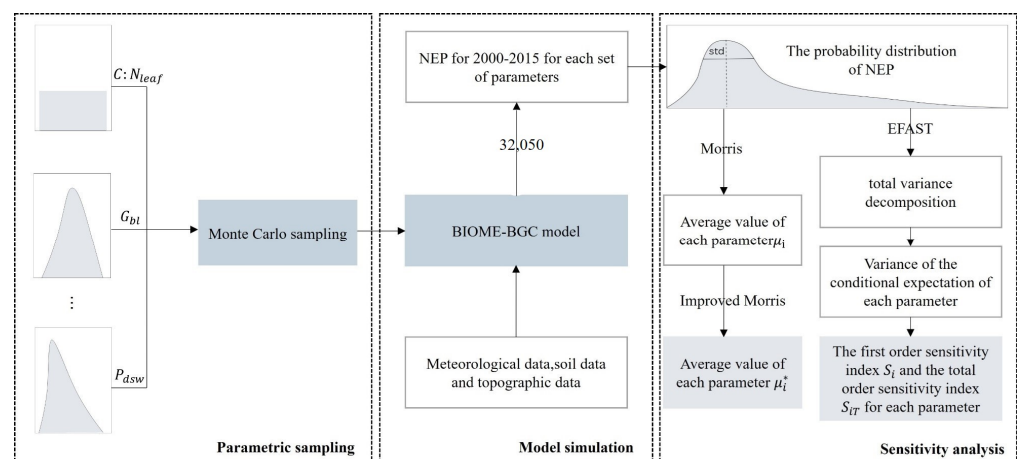 C:N_leaf
G_bl
⋮
P_dsw
Monte Carlo sampling
Parametric sampling
NEP for 2000-2015 for each set
of parameters
32,050
BIOME-BGC model
Meteorological data,soil data
and topographic data
Model simulation
std
The probability distribution
of NEP
Morris
Average value of
each parameterμ_i
Improved Morris
Average value of
each parameter μ_i^*
EFAST
total variance
decomposition
Variance of the
conditional expectation of
each parameter
The first order sensitivity
index S_i and the total
order sensitivity index
S_iT for each parameter
Sensitivity analysis